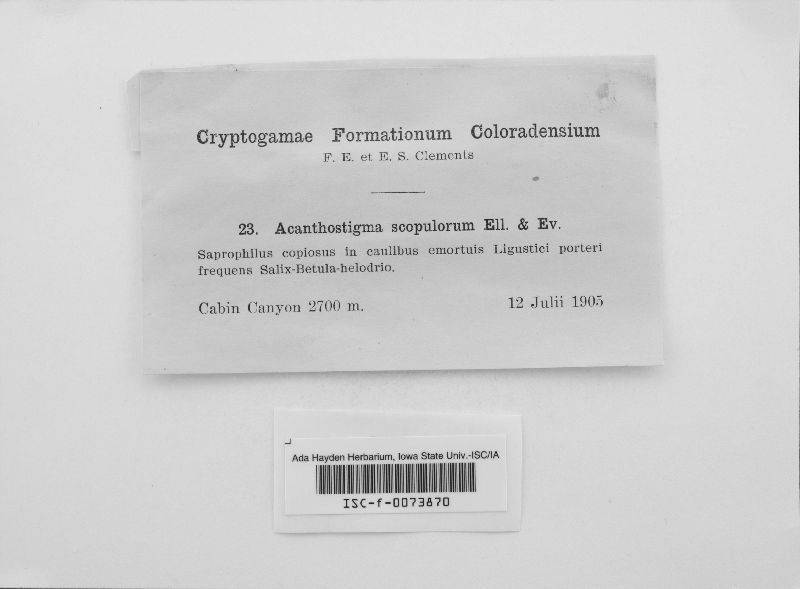 Cryptogamae Formationum Coloradensium
F. E. et E. S. Clements
23. Acanthostigma scopulorum Ell. & Ev.
Saprophilus copiosus in caulibus emortuis Ligustici porteri
frequens Salix-Betula-helodrio.
Cabin Canyon 2700 m. 12 Julii 1905
Ada Hayden Herbarium, Iowa State Univ.-ISC/IA
ISC-f-0073870